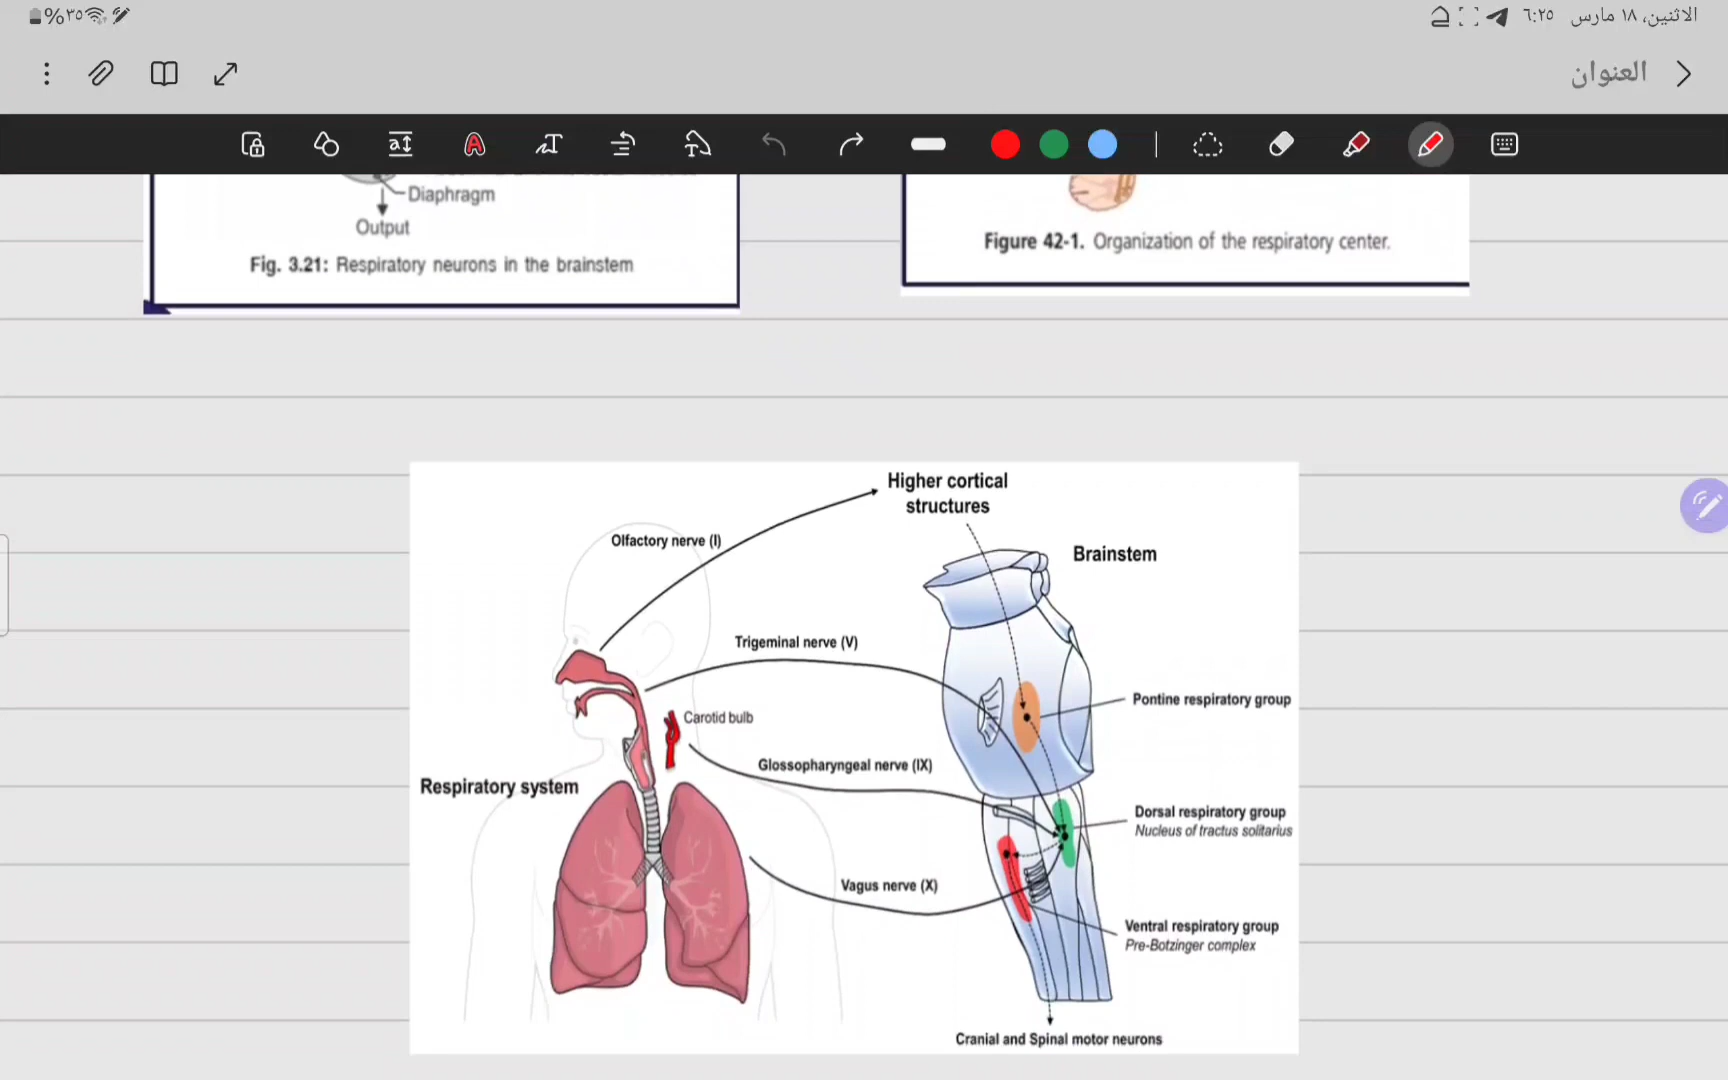 %٣٥
الاثنين، ١٨ مارس ٦:٢٥
العنوان
Diaphragm
Output
Fig. 3.21: Respiratory neurons in the brainstem
Figure 42-1. Organization of the respiratory center.
Higher cortical
structures
Olfactory nerve (I)
Brainstem
Trigeminal nerve (V)
Pontine respiratory group
Carotid bulb
Glossopharyngeal nerve (IX)
Respiratory system
Dorsal respiratory group
Nucleus of tractus solitarius
Vagus nerve (X)
Ventral respiratory group
Pre-Botzinger complex
Cranial and Spinal motor neurons